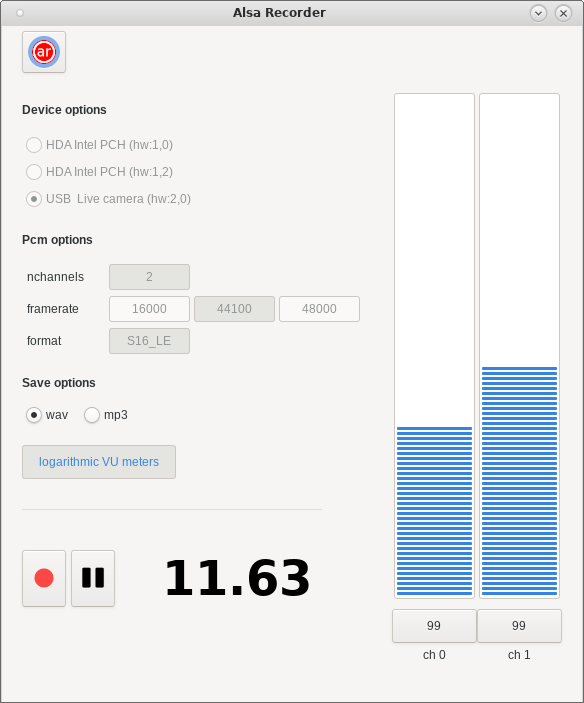 Alsa Recorder
ar
Device options
HDA Intel PCH (hw:1,0)
HDA Intel PCH (hw:1,2)
USB  Live camera (hw:2,0)
Pcm options
nchannels 2
framerate 16000 44100 48000
format S16_LE
Save options
wav mp3
logarithmic VU meters
11.63
99 99
ch 0 ch 1